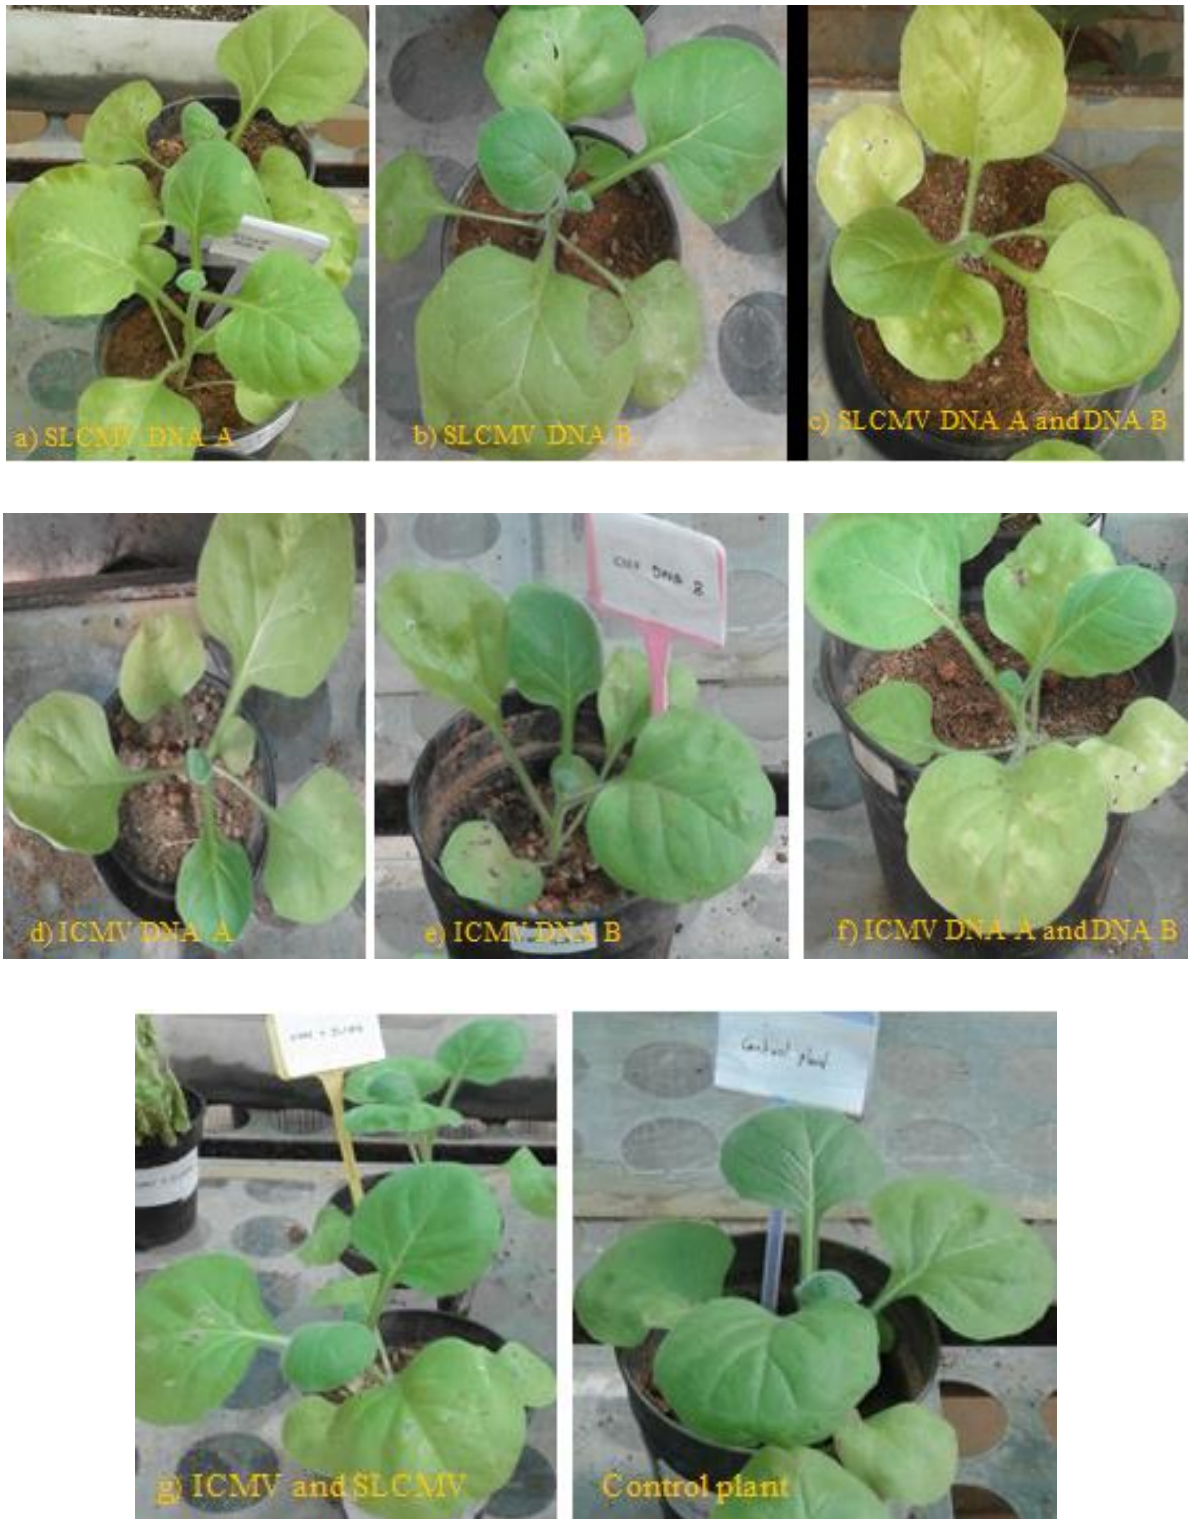 a) SLCMV DNA A
b) SLCMV DNA B
c) SLCMV DNA A and DNA B
DNA B
d) ICMV DNA A
e) ICMV DNA B
f) ICMV DNA A and DNA B
Control plant
g) ICMV and SLCMV
Control plant